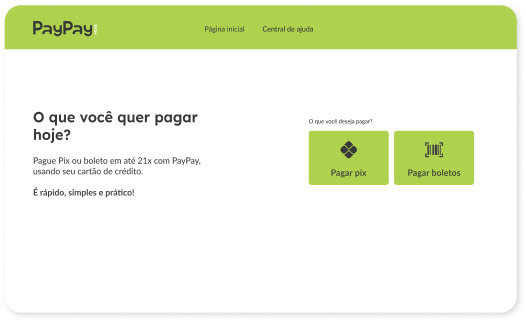 PayPay
Página inicial
Central de ajuda
O que você quer pagar
hoje?
Pague Pix ou boleto em até 21x com PayPay,
usando seu cartão de crédito.
É rápido, simples e prático!
O que você deseja pagar?
Pagar pix
Pagar boletos